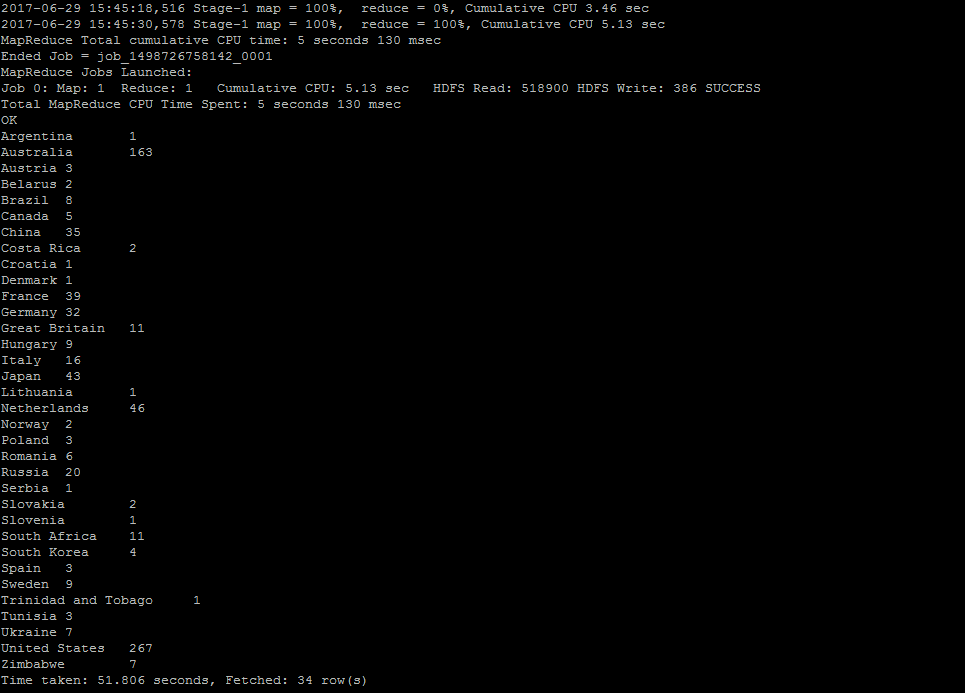 2017-06-29 15:45:18,516 Stage-1 map = 100%,  reduce = 0%, Cumulative CPU 3.46 sec
2017-06-29 15:45:30,578 Stage-1 map = 100%,  reduce = 100%, Cumulative CPU 5.13 sec
MapReduce Total cumulative CPU time: 5 seconds 130 msec
Ended Job = job_1498726758142_0001
MapReduce Jobs Launched:
Job 0: Map: 1  Reduce: 1   Cumulative CPU: 5.13 sec   HDFS Read: 518900 HDFS Write: 386 SUCCESS
Total MapReduce CPU Time Spent: 5 seconds 130 msec
OK
Argentina       1
Australia       163
Austria 3
Belarus 2
Brazil  8
Canada  5
China   35
Costa Rica      2
Croatia 1
Denmark 1
France  39
Germany 32
Great Britain   11
Hungary 9
Italy   16
Japan   43
Lithuania       1
Netherlands     46
Norway  2
Poland  3
Romania 6
Russia  20
Serbia  1
Slovakia        2
Slovenia        1
South Africa    11
South Korea     4
Spain   3
Sweden  9
Trinidad and Tobago     1
Tunisia 3
Ukraine 7
United States   267
Zimbabwe        7
Time taken: 51.806 seconds, Fetched: 34 row(s)